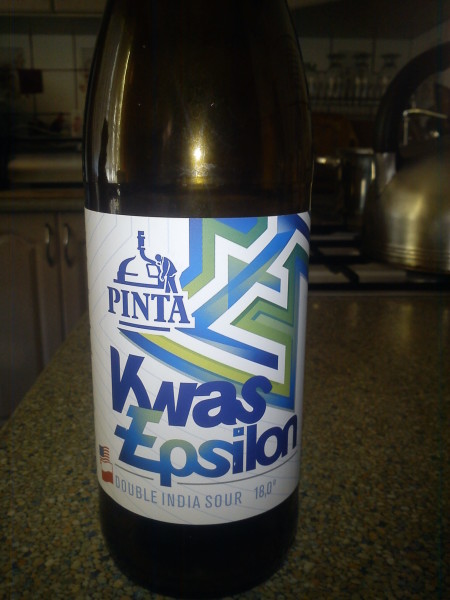 PINTA
Kwas
Epsilon
DOUBLE INDIA SOUR 18,0°